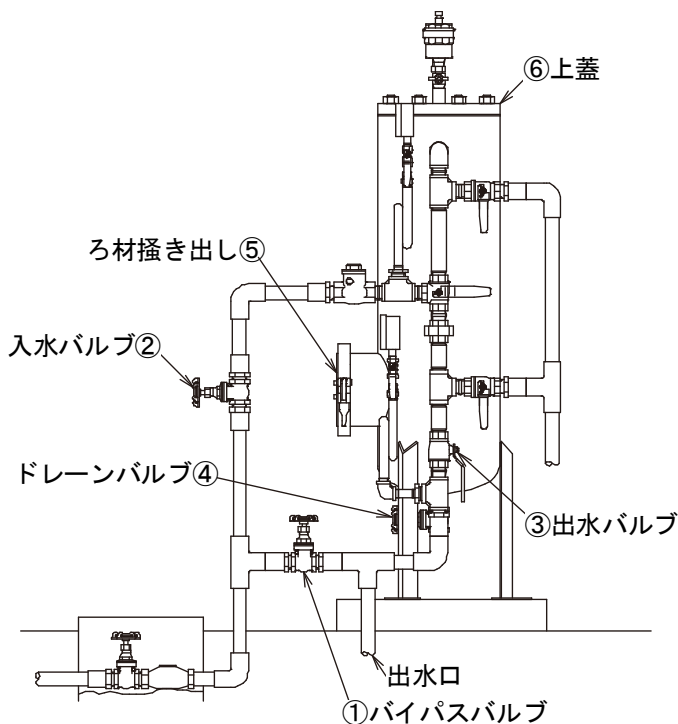 ⑥上蓋
ろ材掻き出し⑤
入水バルブ②
ドレーンバルブ④
③出水バルブ
出水口
①バイパスバルブ